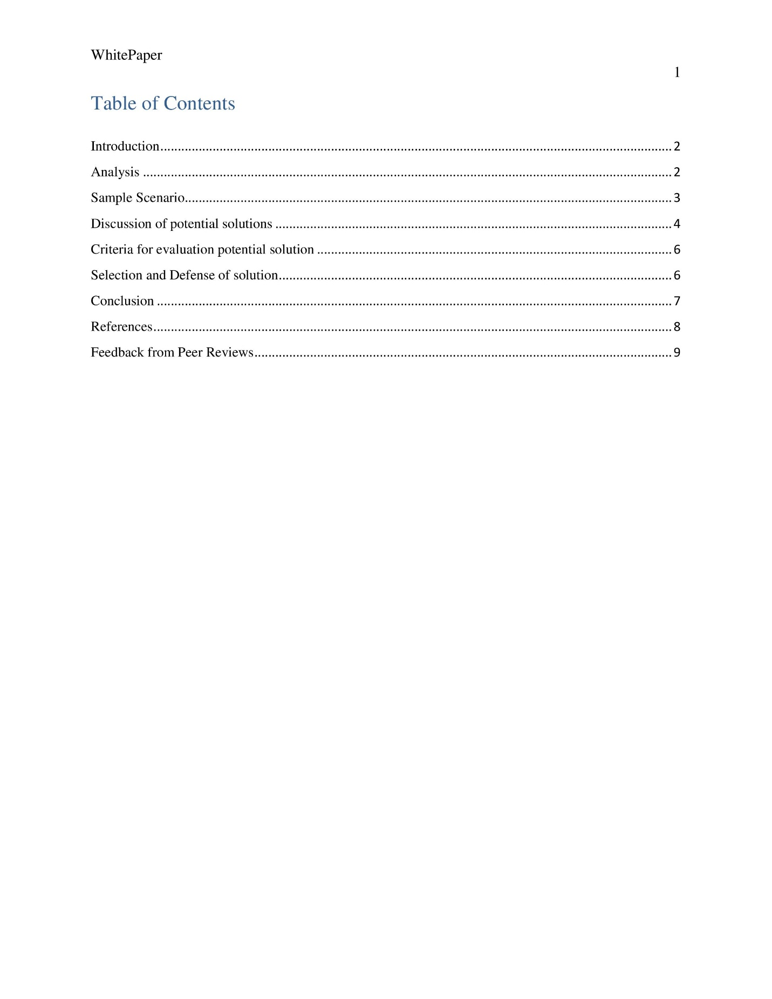 WhitePaper
1
Table of Contents
Introduction....................................................................................................................................................2
Analysis .........................................................................................................................................................2
Sample Scenario.............................................................................................................................................3
Discussion of potential solutions ..................................................................................................................4
Criteria for evaluation potential solution ......................................................................................................6
Selection and Defense of solution.................................................................................................................6
Conclusion .....................................................................................................................................................7
References......................................................................................................................................................8
Feedback from Peer Reviews........................................................................................................................9